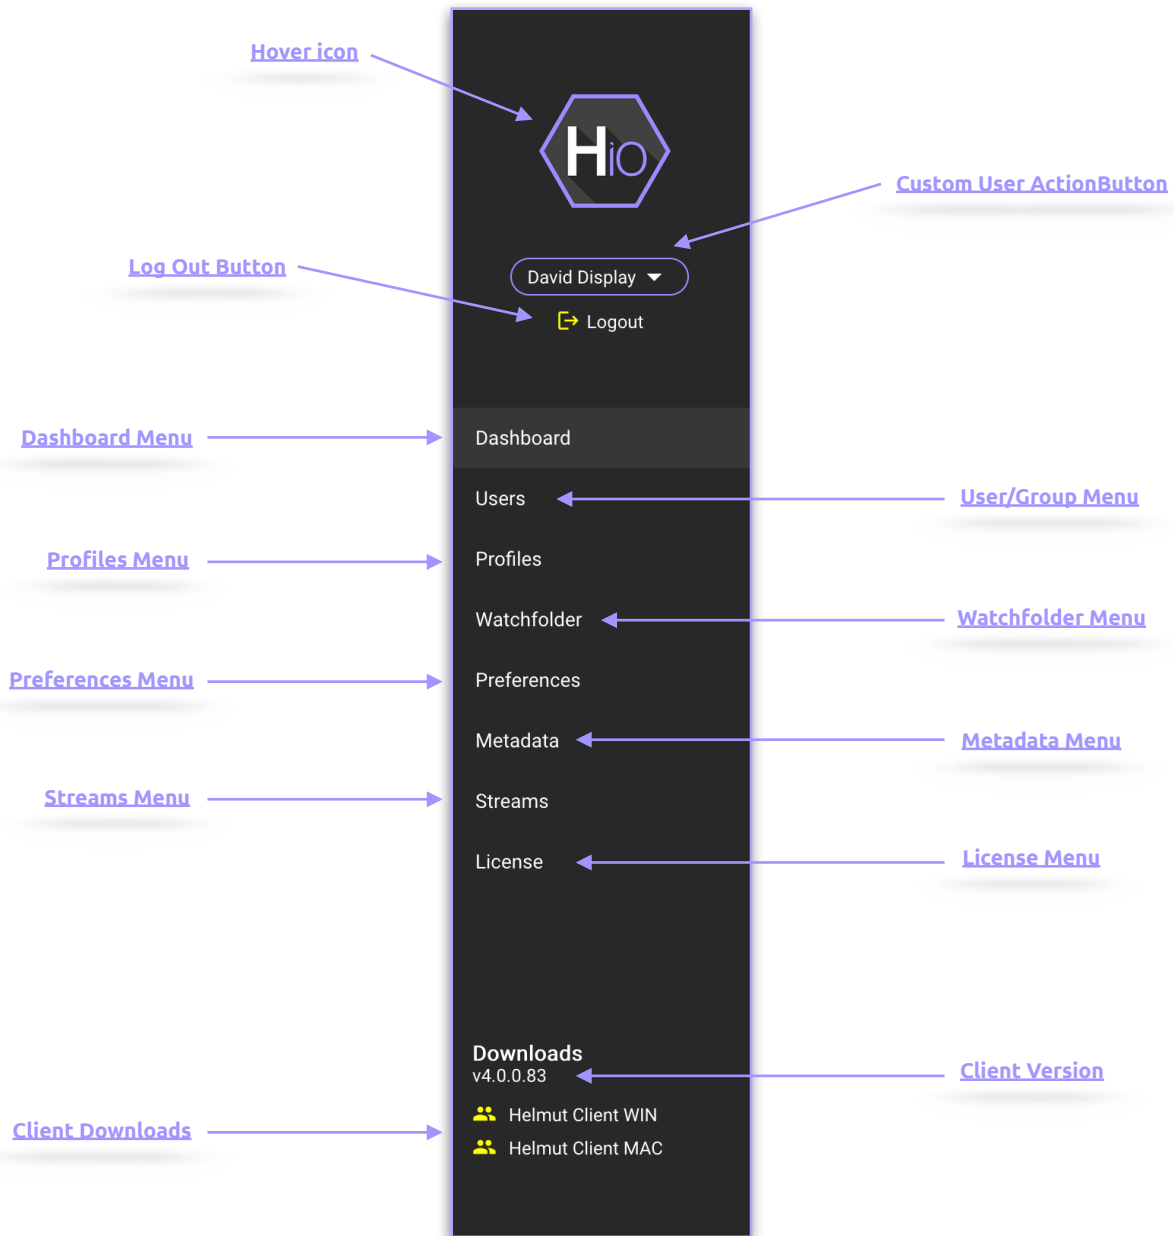 Hover icon
HiO
Custom User ActionButton
Log Out Button
David Display
Logout
Dashboard Menu
Dashboard
Users
User/Group Menu
Profiles Menu
Profiles
Watchfolder
Watchfolder Menu
Preferences Menu
Preferences
Metadata
Metadata Menu
Streams Menu
Streams
License
License Menu
Downloads
v4.0.0.83
Client Version
Helmut Client WIN
Client Downloads
Helmut Client MAC